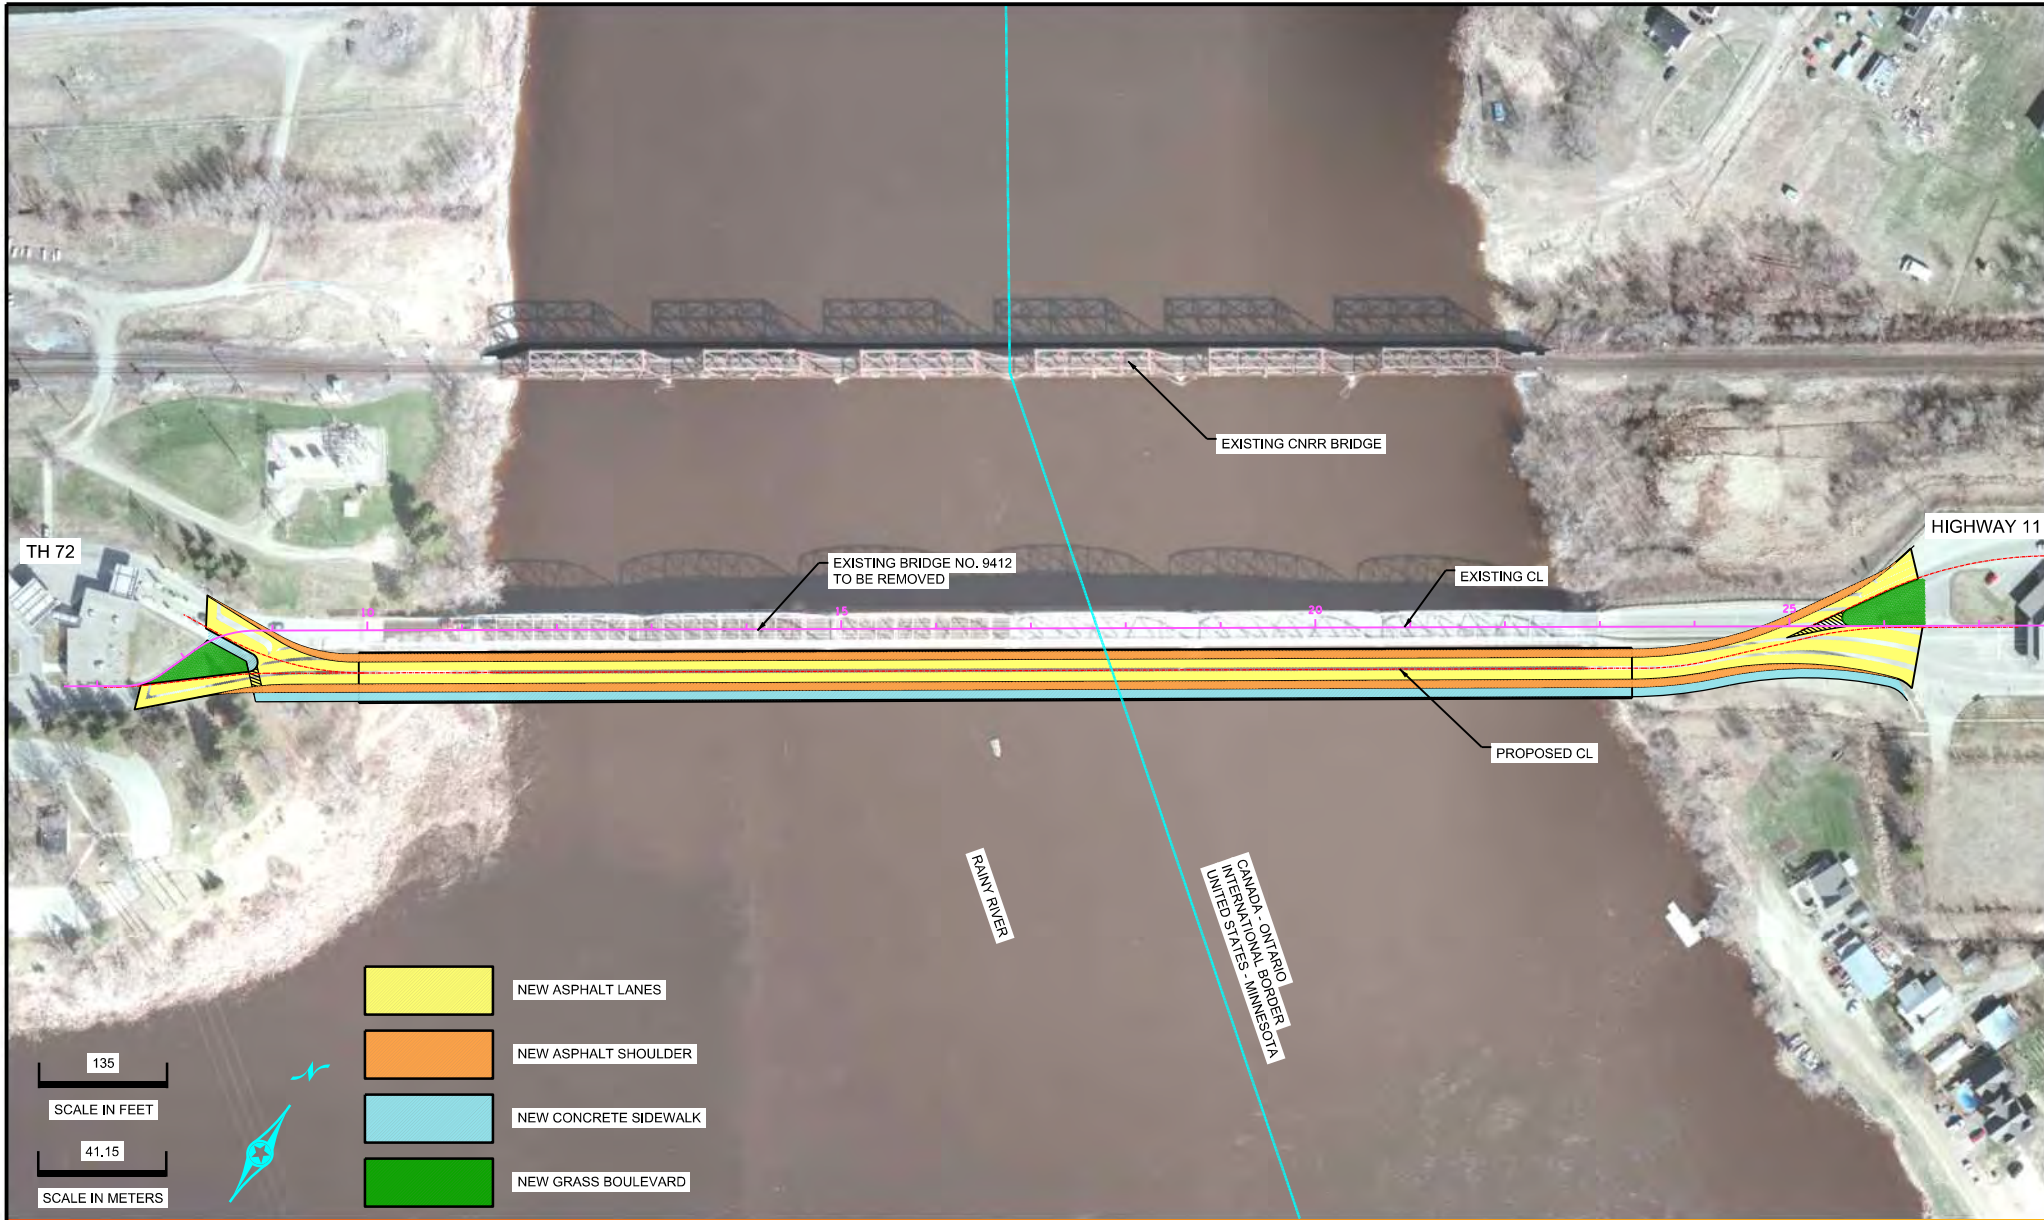 EXISTING CNRR BRIDGE
TH 72
HIGHWAY 11
EXISTING BRIDGE NO. 9412
TO BE REMOVED
EXISTING CL
10
15
20
25
PROPOSED CL
RAINY RIVER
CANADA - ONTARIO
INTERNATIONAL BORDER
UNITED STATES - MINNESOTA
NEW ASPHALT LANES
NEW ASPHALT SHOULDER
NEW CONCRETE SIDEWALK
NEW GRASS BOULEVARD
135
SCALE IN FEET
41.15
SCALE IN METERS
N